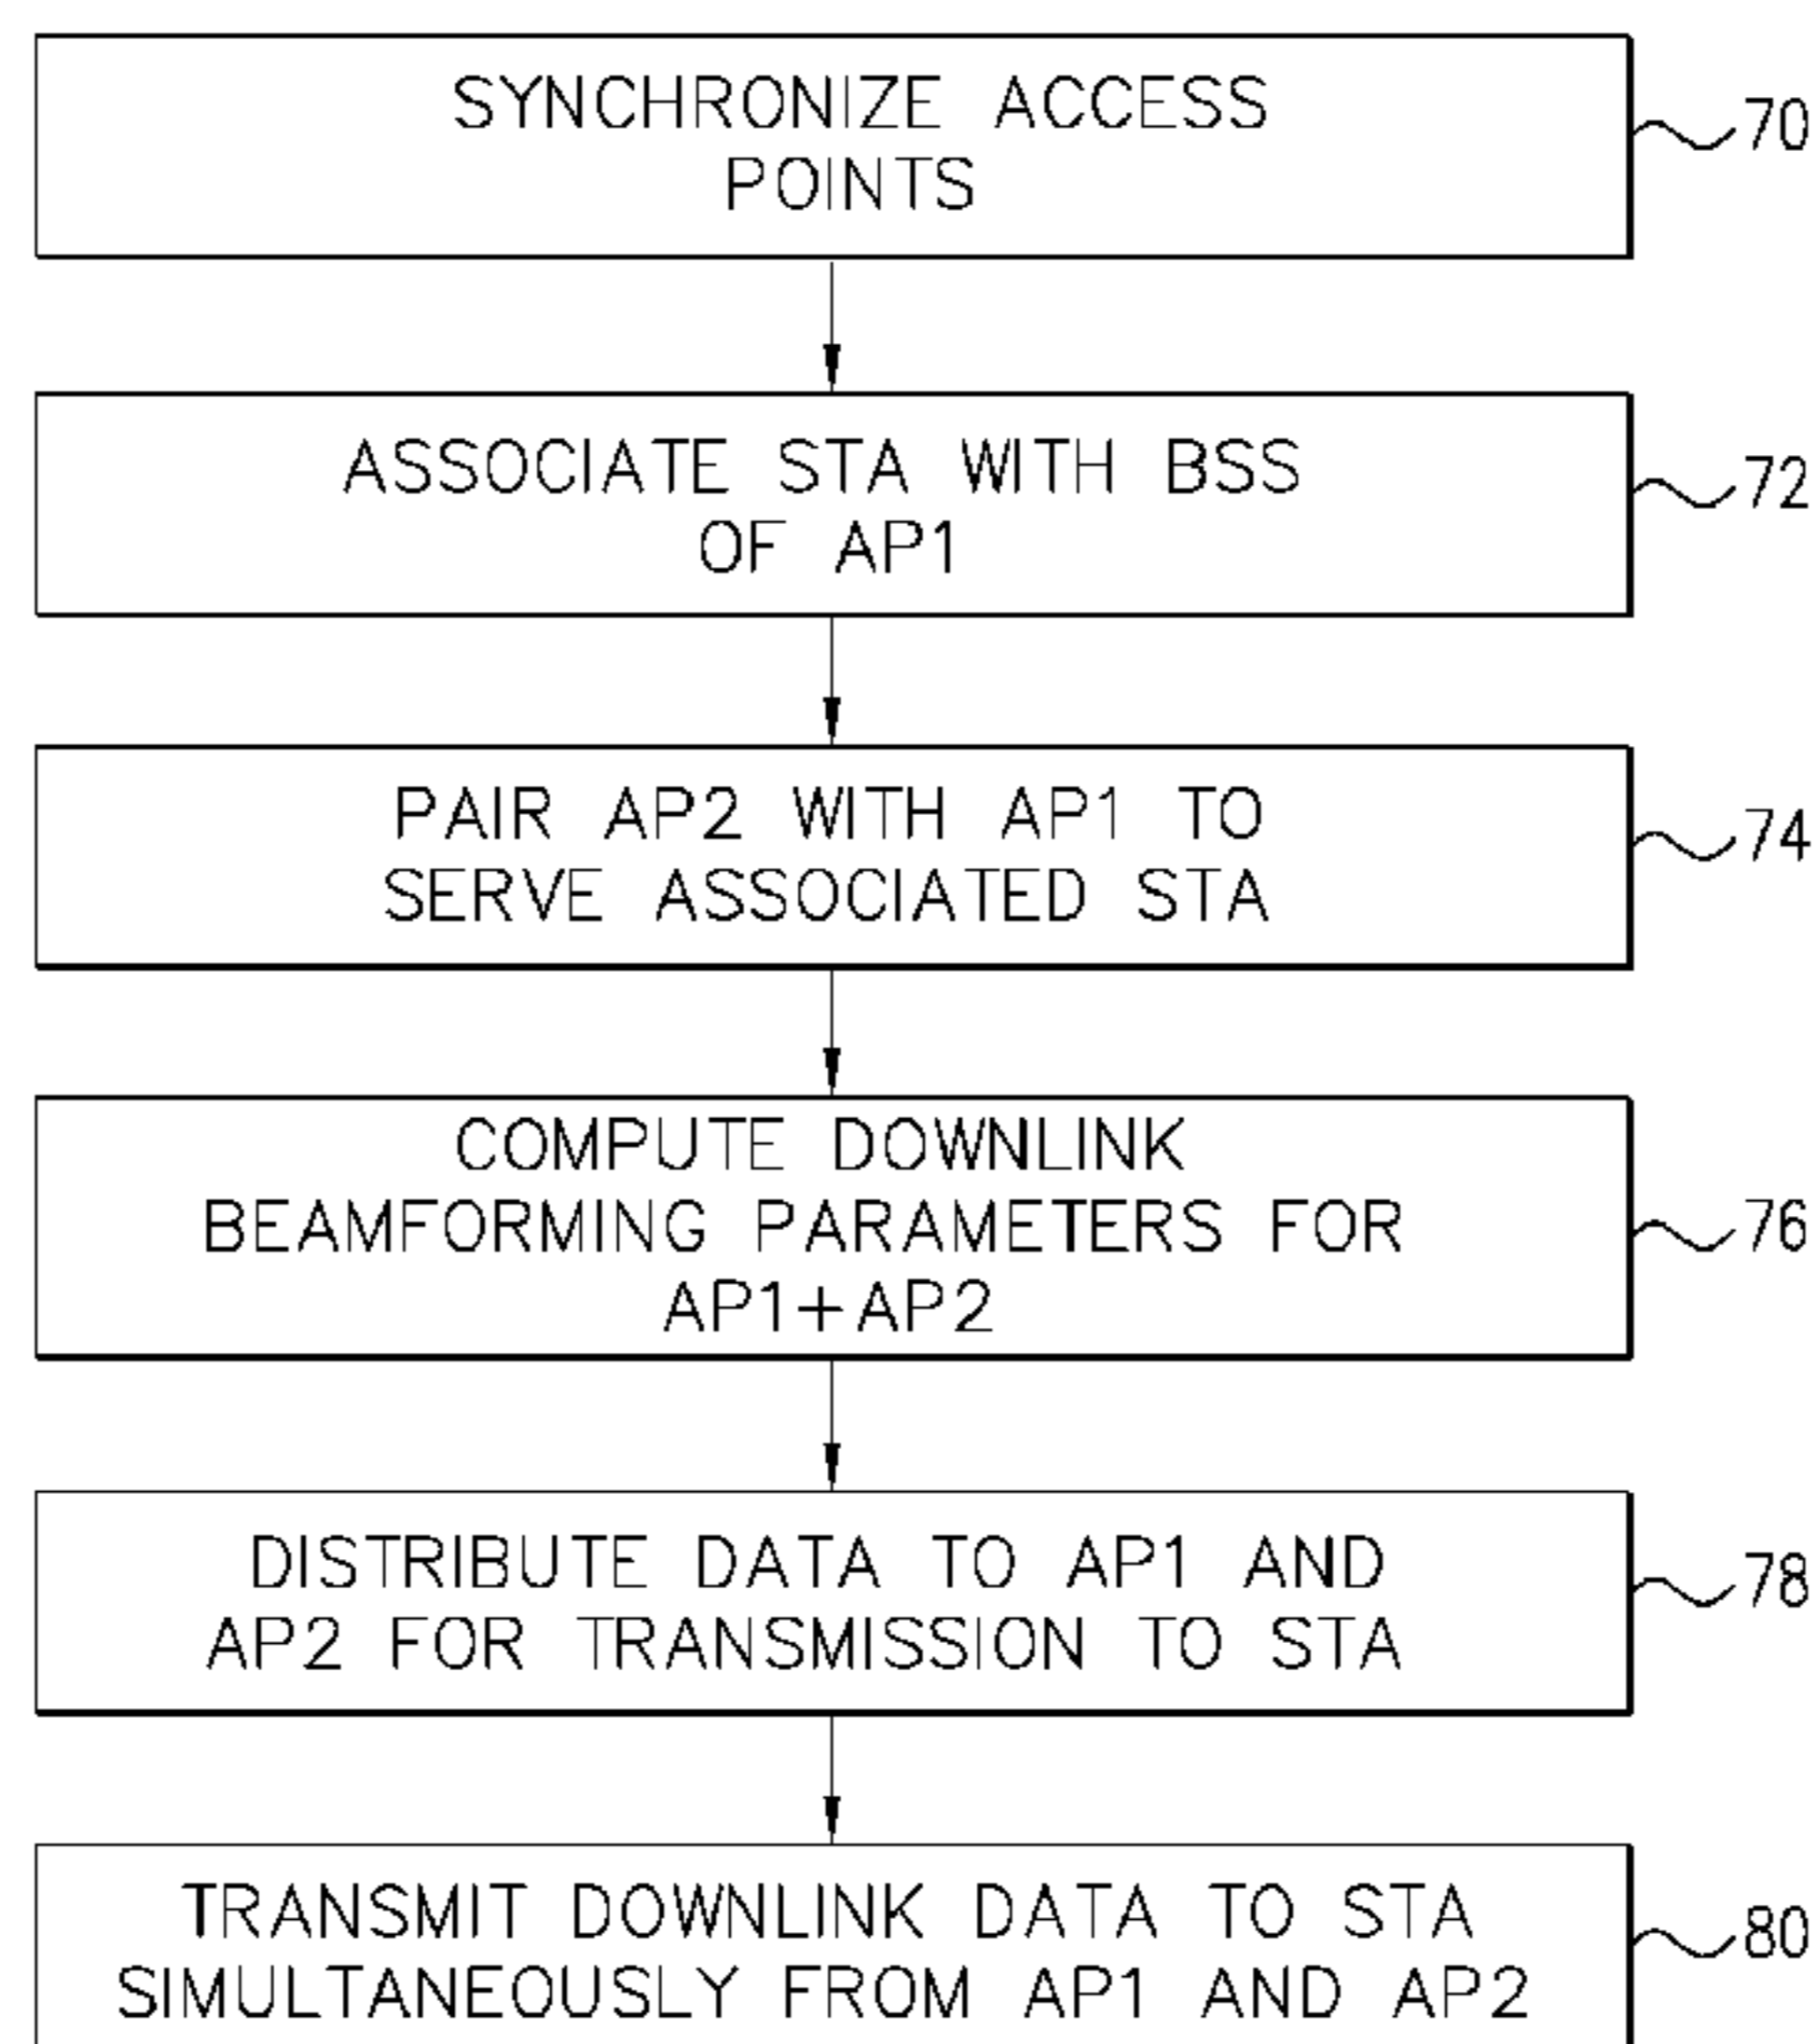 SYNCHRONIZE ACCESS
POINTS
70
ASSOCIATE STA WITH BSS
OF AP1
72
PAIR AP2 WITH AP1 TO
SERVE ASSOCIATED STA
74
COMPUTE DOWNLINK
BEAMFORMING PARAMETERS FOR
AP1+AP2
76
DISTRIBUTE DATA TO AP1 AND
AP2 FOR TRANSMISSION TO STA
78
TRANSMIT DOWNLINK DATA TO STA
SIMULTANEOUSLY FROM AP1 AND AP2
80